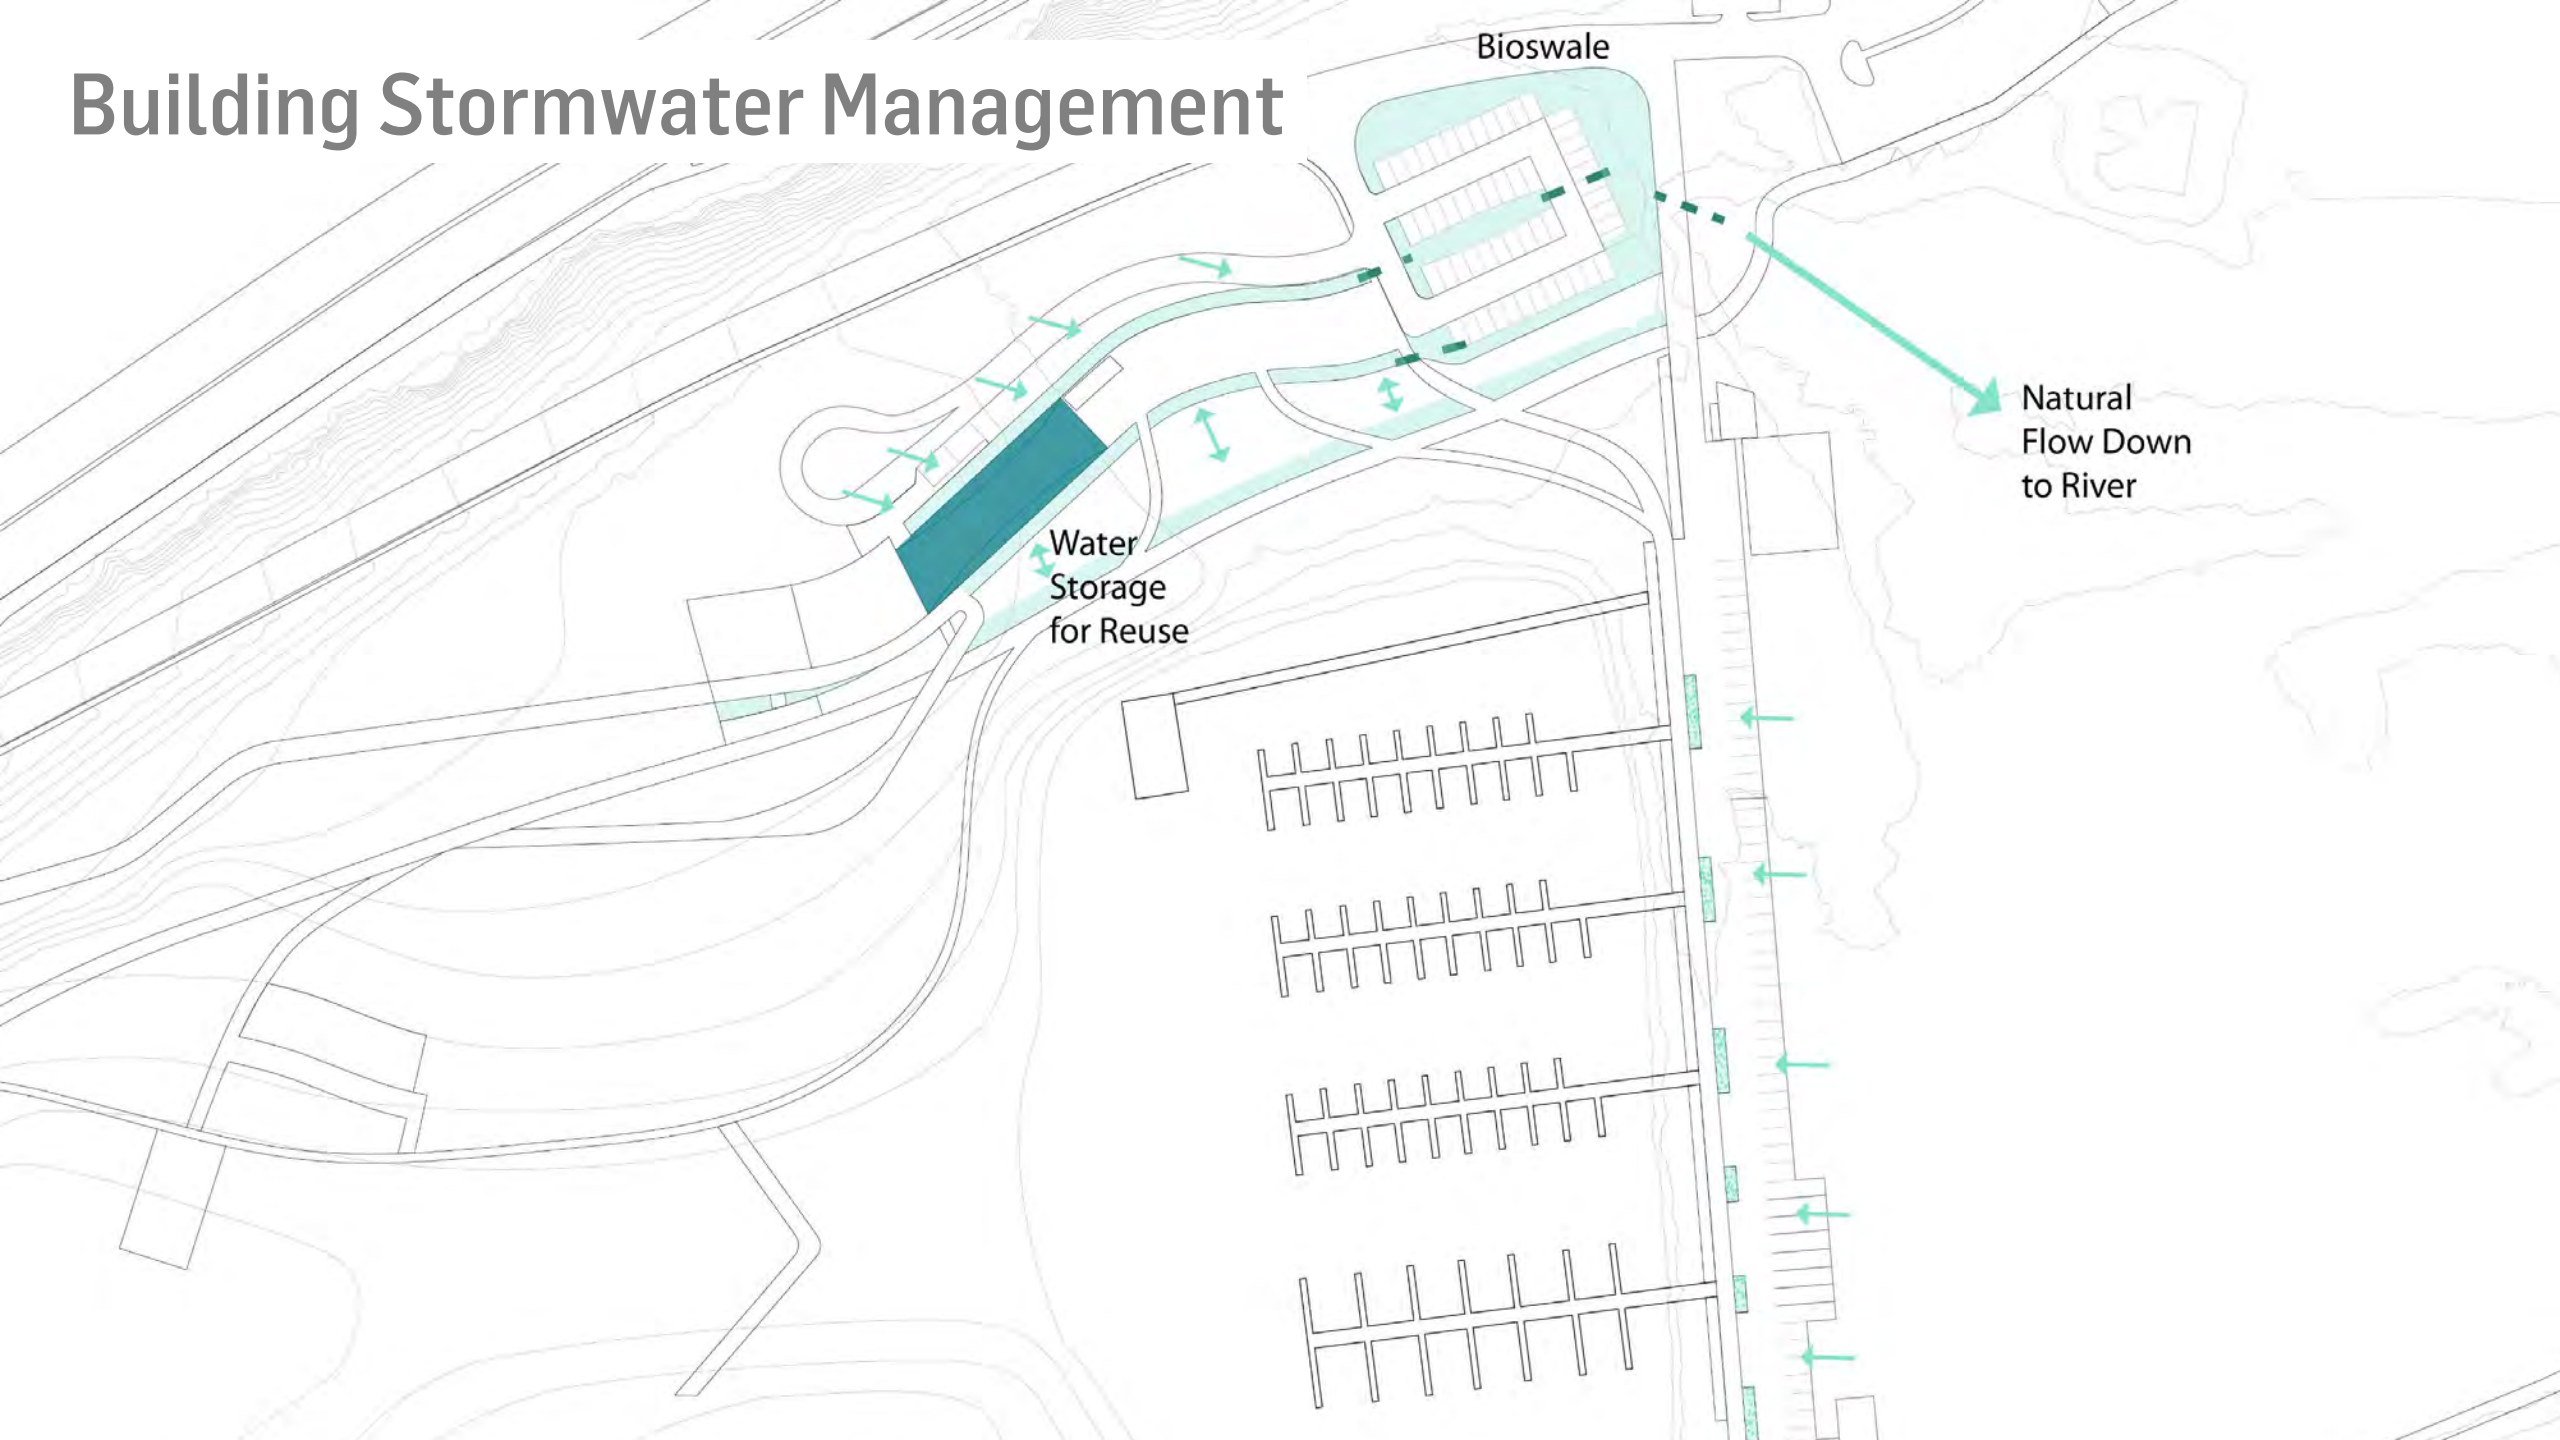 Building Stormwater Management
Bioswale
Natural
Flow Down
to River
Water
Storage
for Reuse